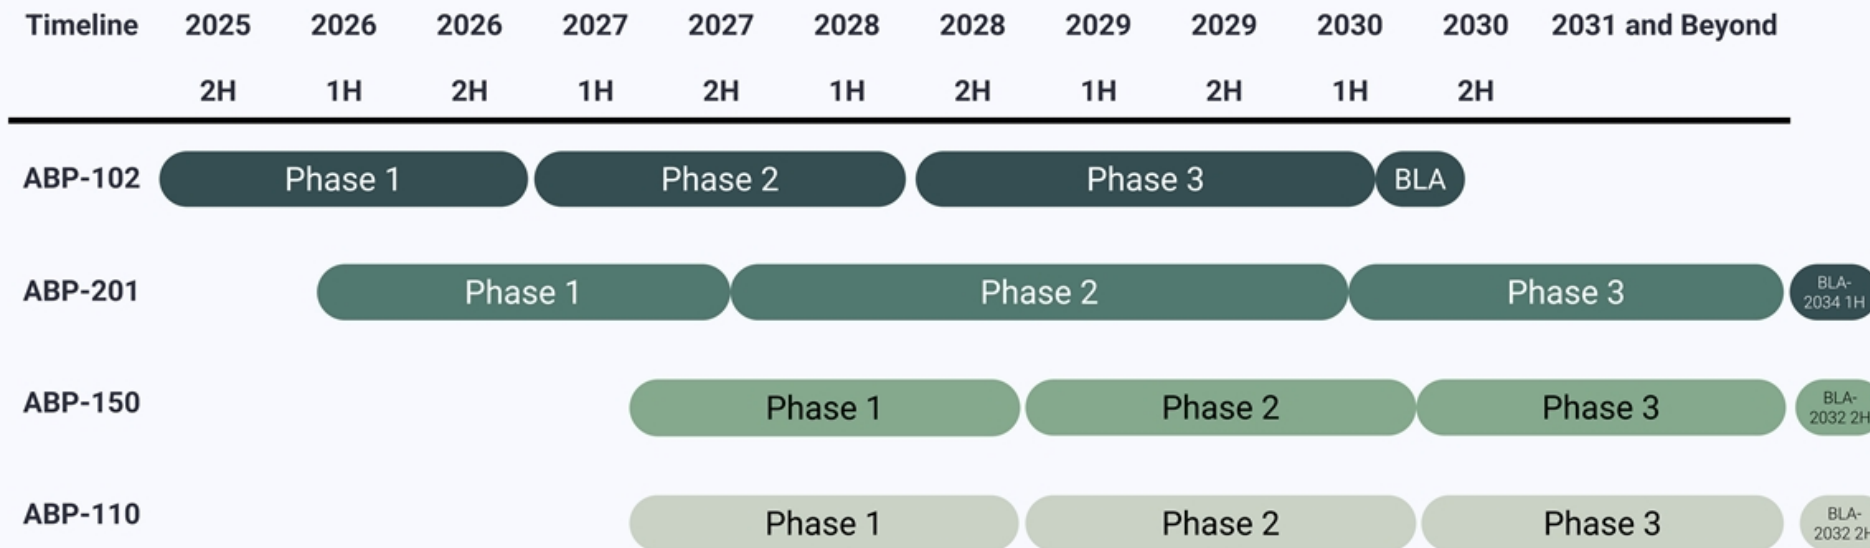 Timeline 2025 2026 2026 2027 2027 2028 2028 2029 2029 2030 2030 2031 and Beyond
2H 1H 2H 1H 2H 1H 2H 1H 2H 1H 2H
ABP-102 Phase 1 Phase 2 Phase 3 BLA
ABP-201 Phase 1 Phase 2 Phase 3 BLA-
2034 1H
ABP-150 Phase 1 Phase 2 Phase 3 BLA-
2032 2H
ABP-110 Phase 1 Phase 2 Phase 3 BLA-
2032 2H